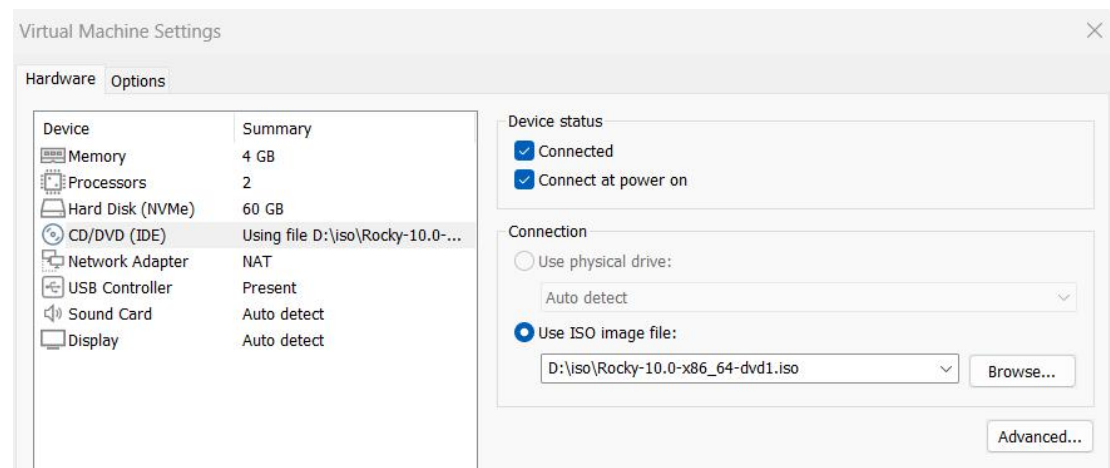 Virtual Machine Settings
Hardware Options
Device Summary
Memory 4 GB
Processors 2
Hard Disk (NVMe) 60 GB
CD/DVD (IDE) Using file D:\iso\Rocky-10.0-...
Network Adapter NAT
USB Controller Present
Sound Card Auto detect
Display Auto detect
Device status
Connected
Connect at power on
Connection
Use physical drive:
Auto detect
Use ISO image file:
D:\iso\Rocky-10.0-x86_64-dvd1.iso Browse...
Advanced...